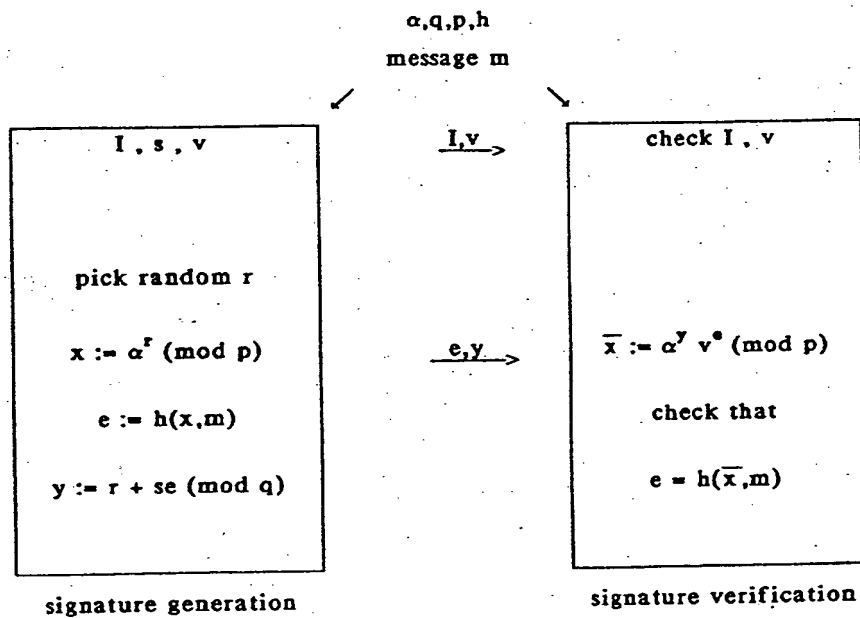 α,q,p,h
message m
I , s , v
I,v
check I , v
pick random r
x := α^r (mod p)
e,y
x̅ := α^y v^e (mod p)
e := h(x,m)
check that
y := r + se (mod q)
e = h(x̅,m)
signature generation
signature verification